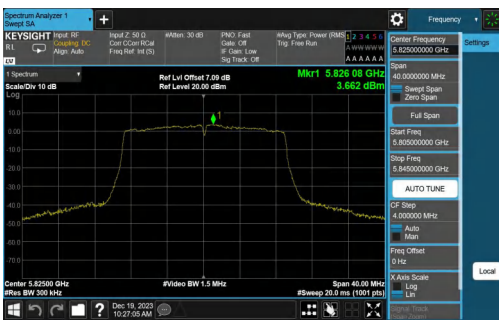 Spectrum Analyzer 1
Swept SA
Frequency
KEYSIGHT
Input: RF
Coupling: DC
Align: Auto
Input Z: 50 Ω
Corr CCorr RCal
Freq Ref: Int (S)
#Atten: 30 dB
PNO: Fast
Gate: Off
IF Gain: Low
Sig Track: Off
#Avg Type: Power (RMS
Trig: Free Run
1 2 3 4 5 6
A W W W W W
A A A A A A
RL
LV
1 Spectrum
Scale/Div 10 dB
Log
Ref Lvl Offset 7.09 dB
Ref Level 20.00 dBm
Mkr1 5.826 08 GHz
3.662 dBm
1
10.0
0.00
-10.0
-20.0
-30.0
-40.0
-50.0
-60.0
-70.0
Center 5.82500 GHz
#Res BW 300 kHz
#Video BW 1.5 MHz
Span 40.00 MHz
#Sweep 20.0 ms (1001 pts)
Center Frequency
5.825000000 GHz
Span
40.0000000 MHz
Swept Span
Zero Span
Full Span
Start Freq
5.805000000 GHz
Stop Freq
5.845000000 GHz
AUTO TUNE
CF Step
4.000000 MHz
Auto
Man
Freq Offset
0 Hz
X Axis Scale
Log
Lin
Signal Track
(Span Zoom)
Settings
Local
Dec 19, 2023
10:27:05 AM